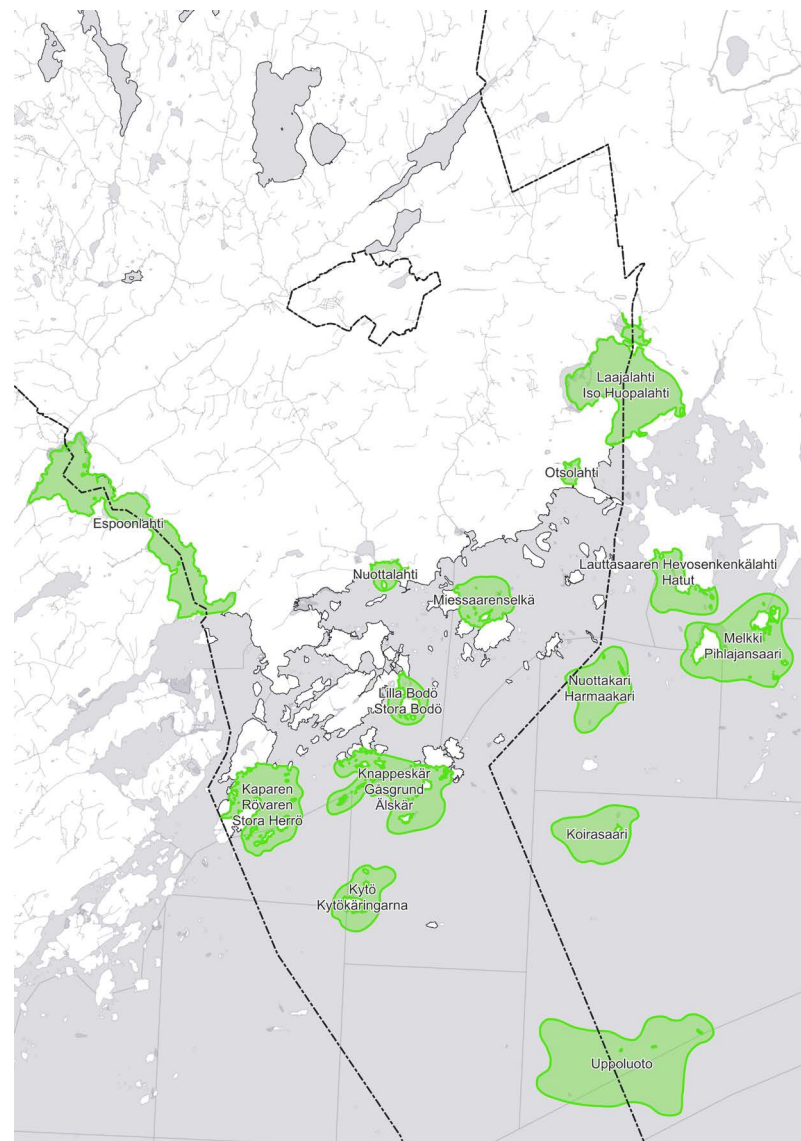 Laajalahti
Iso Huopalahti
Otsolahti
Espoonlahti
Nuottalahti
Miessaarenselkä
Lauttasaaren Hevosenkenkälahti
Hatut
Melkki
Pihlajansaari
Nuottakari
Harmaakari
Lilla Bodö
Stora Bodö
Knappeskär
Gåsgrund
Älskär
Kaparen
Rövaren
Stora Herrö
Koirasaari
Kytö
Kytökäringarna
Uppoluoto